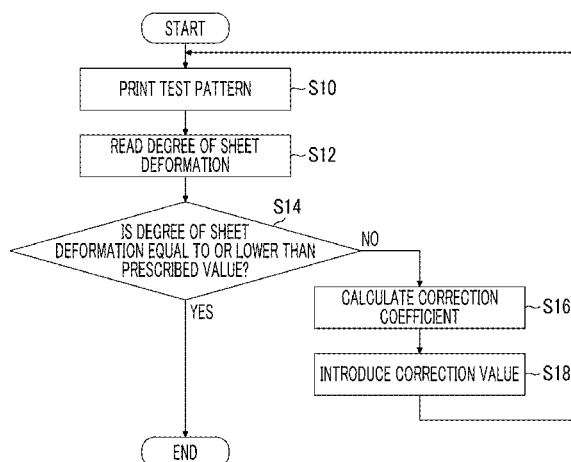 START
PRINT TEST PATTERN
S10
READ DEGREE OF SHEET
DEFORMATION
S12
S14
IS DEGREE OF SHEET
DEFORMATION EQUAL TO OR LOWER THAN
PRESCRIBED VALUE?
NO
YES
CALCULATE CORRECTION
COEFFICIENT
S16
INTRODUCE CORRECTION VALUE
S18
END